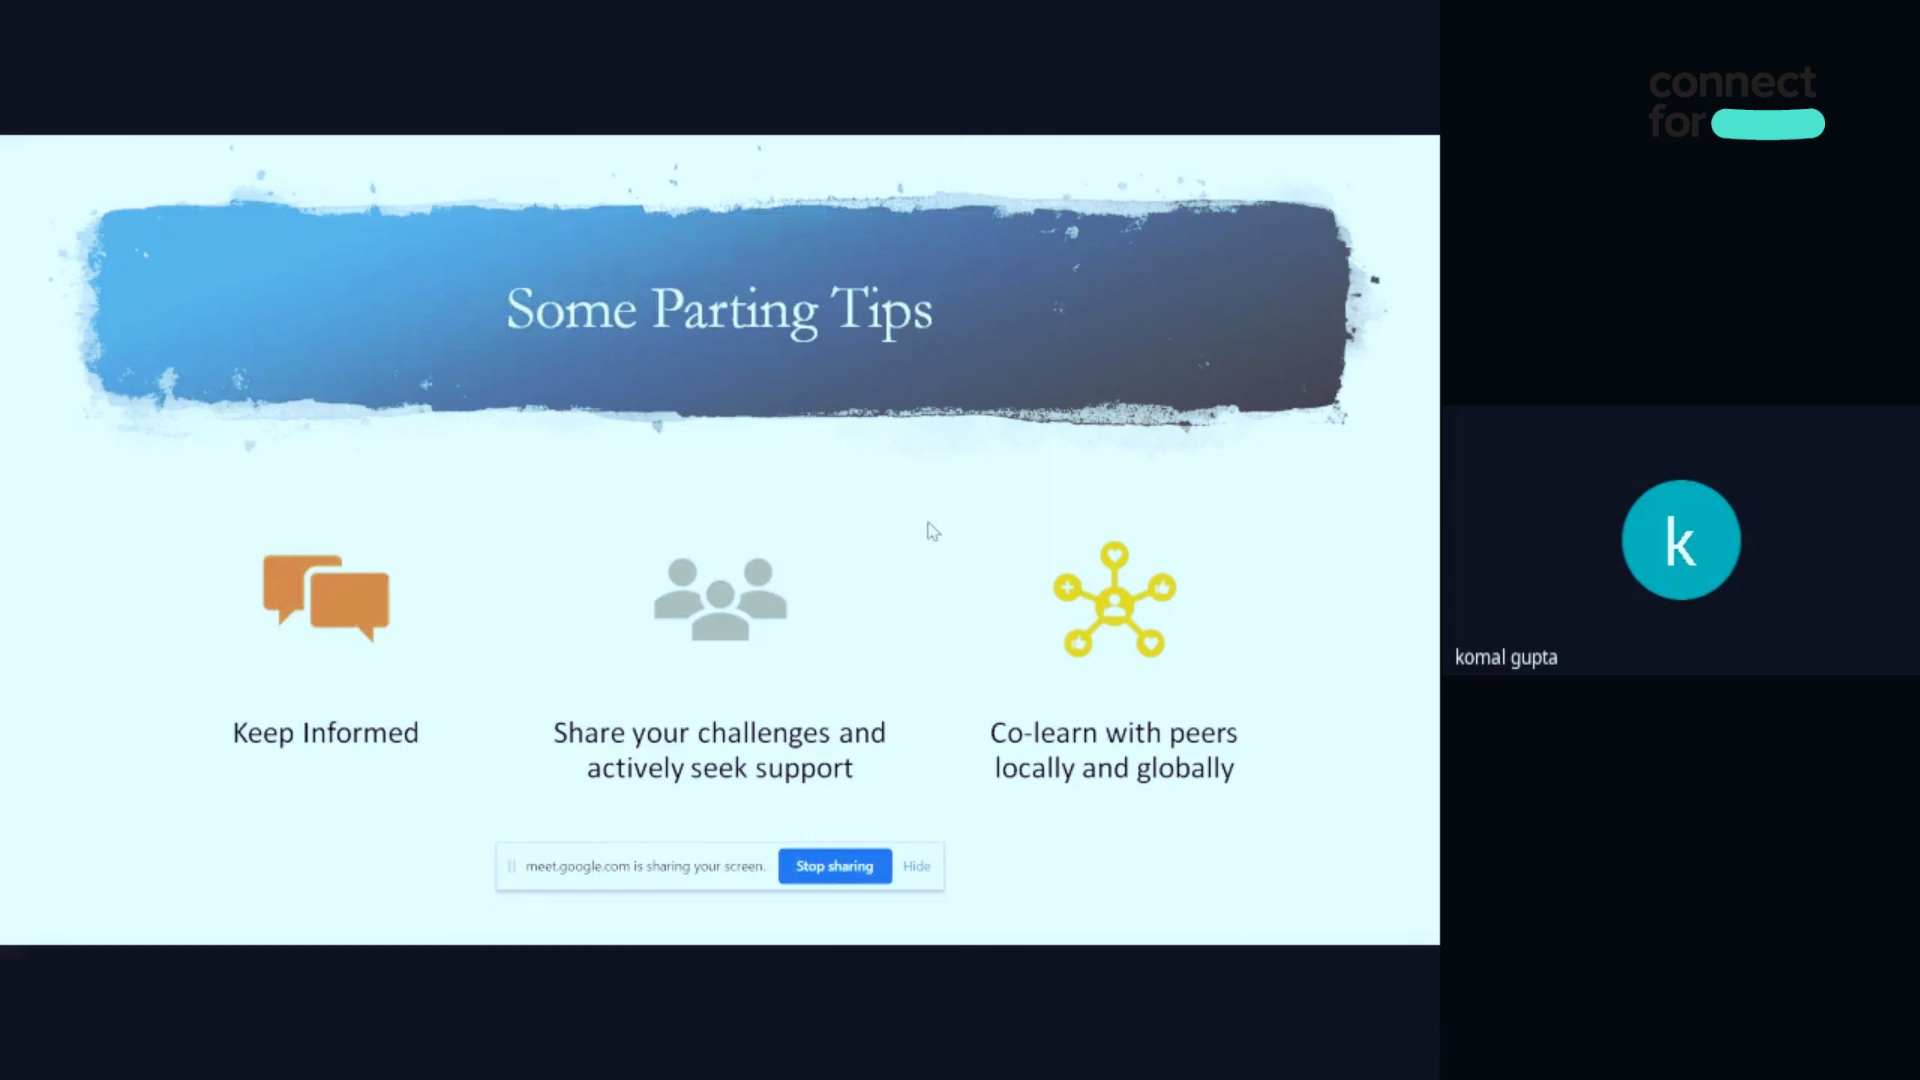 connect
for
Some Parting Tips
Keep Informed
Share your challenges and
actively seek support
Co-learn with peers
locally and globally
meet.google.com is sharing your screen. Stop sharing Hide
k
komal gupta